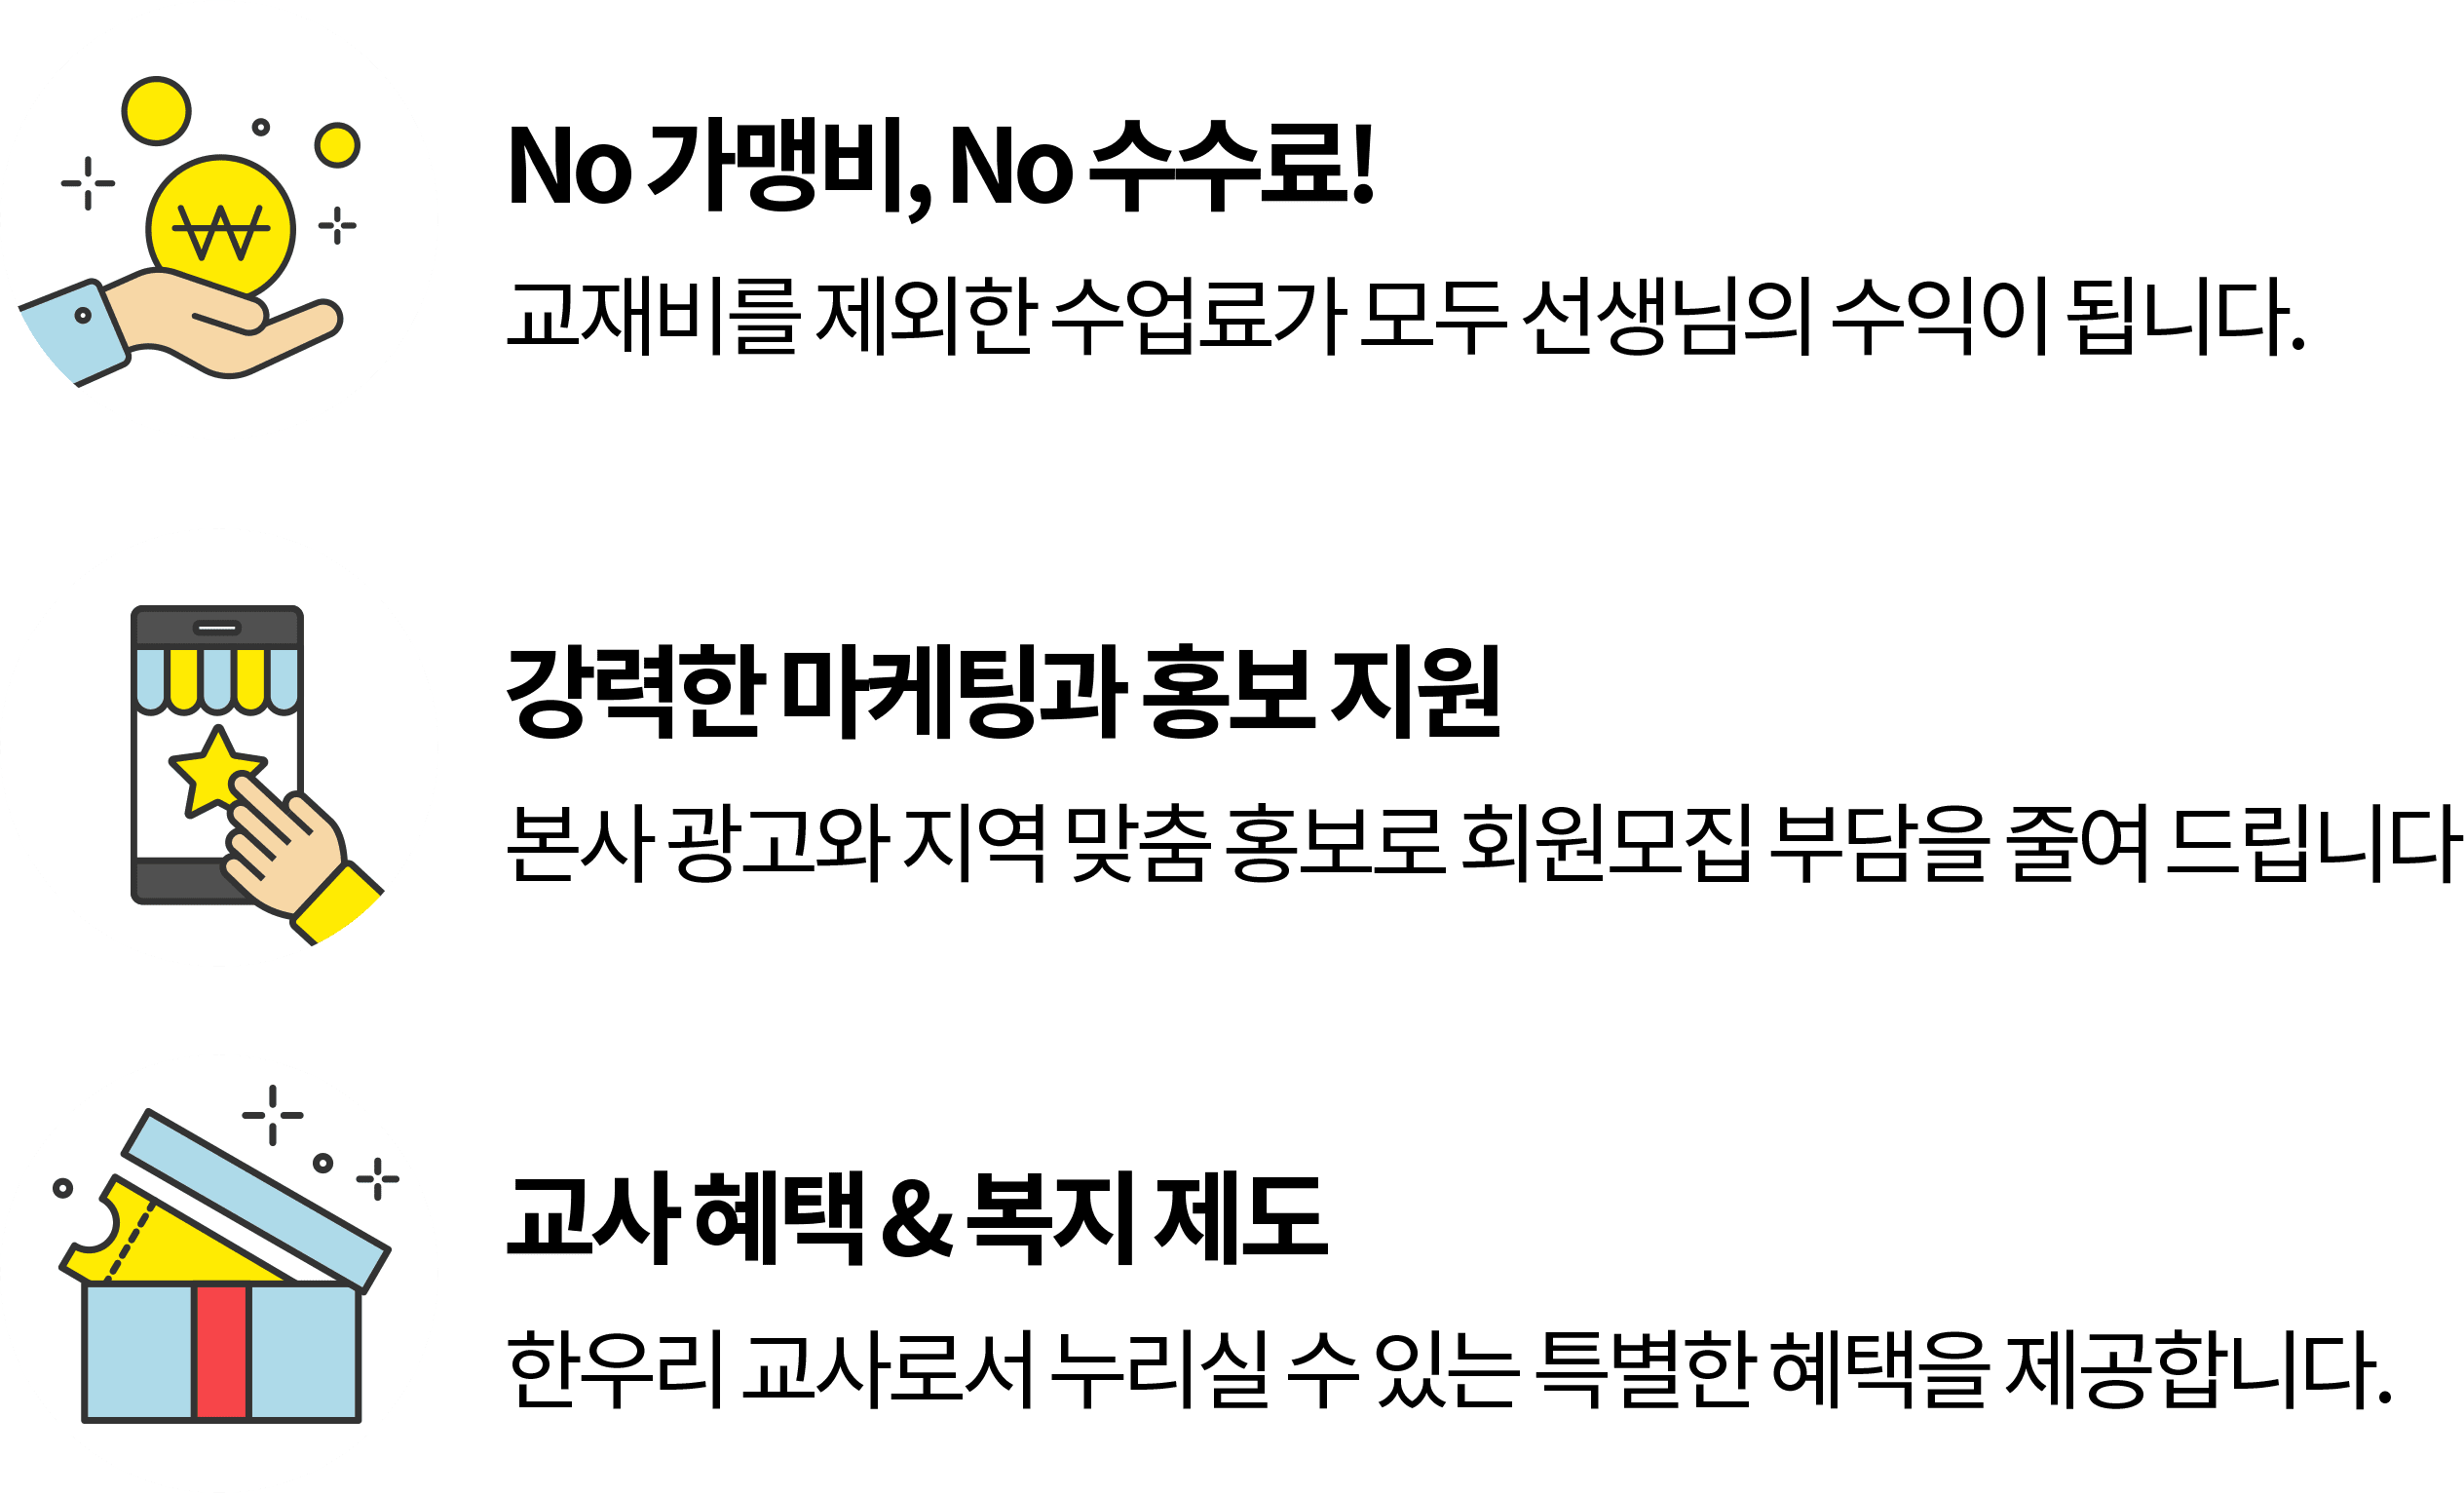 No 가맹비, No 수수료!
교재비를 제외한 수업료가 모두 선생님의 수익이 됩니다.
강력한 마케팅과 홍보 지원
본사 광고와 지역 맞춤 홍보로 회원모집 부담을 줄여 드립니다
교사 혜택 & 복지 제도
한우리 교사로서 누리실 수 있는 특별한 혜택을 제공합니다.